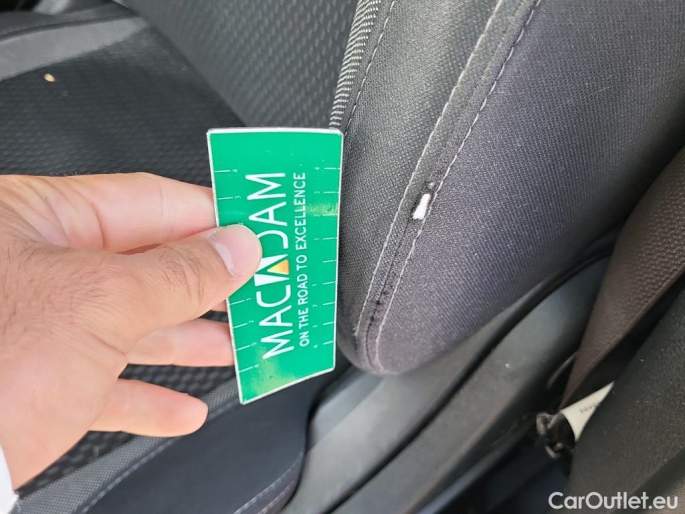 MACADAM
ON THE ROAD TO EXCELLENCE
CarOutlet.eu